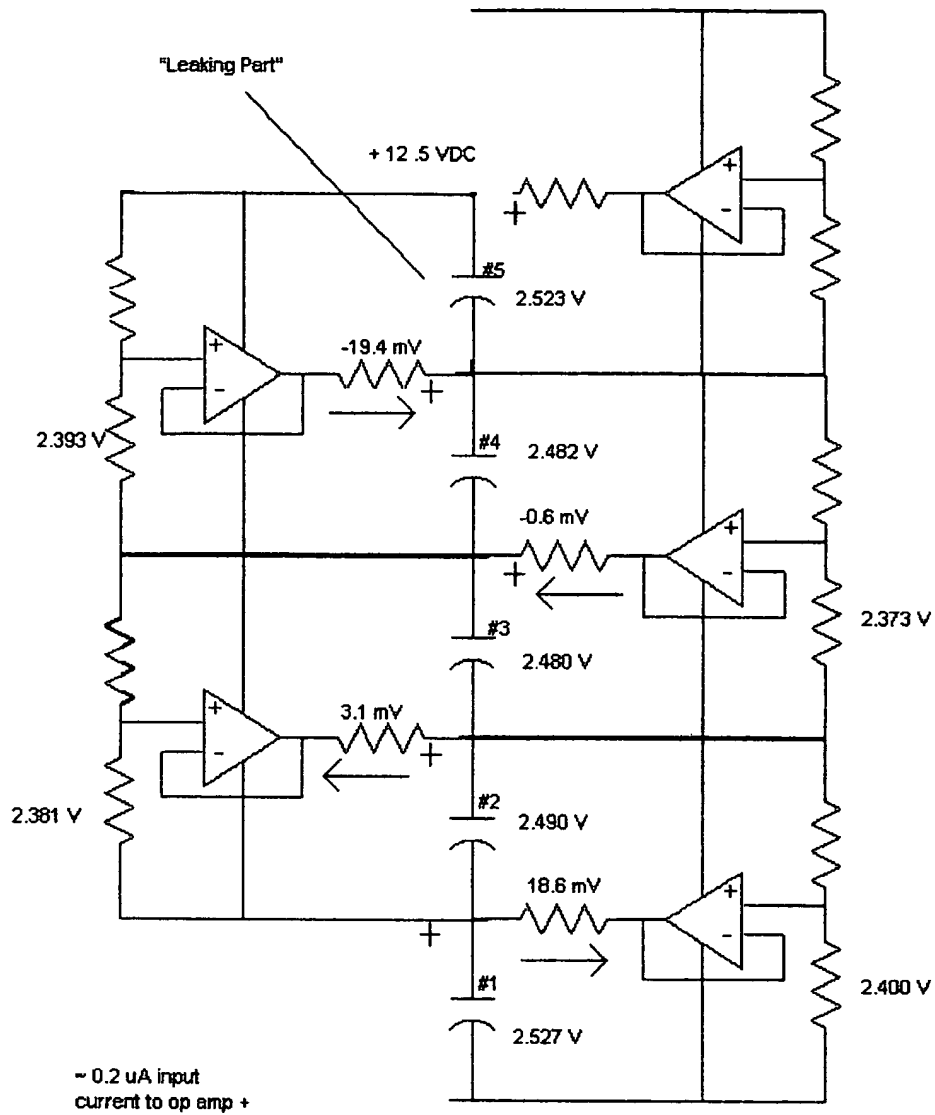 "Leaking Part"
+ 12 .5 VDC
+
-
+
#5
2.523 V
-19.4 mV
+
-
+
2.393 V
#4
2.482 V
-0.6 mV
+
-
+
#3
2.480 V
2.373 V
3.1 mV
+
-
+
2.381 V
#2
2.490 V
18.6 mV
+
-
+
#1
2.527 V
2.400 V
~ 0.2 uA input
current to op amp +